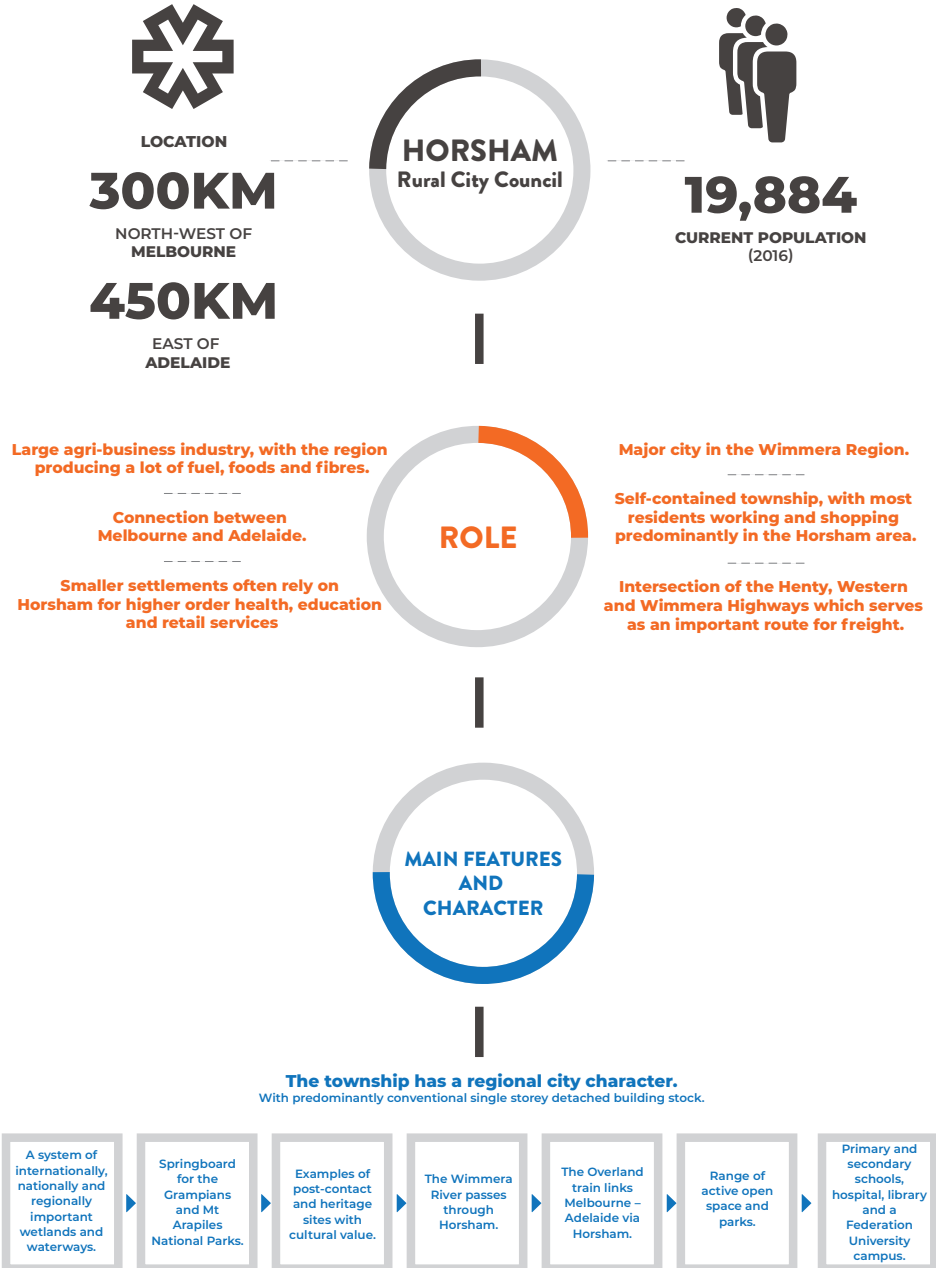 LOCATION
300KM
NORTH-WEST OF
MELBOURNE
450KM
EAST OF
ADELAIDE
HORSHAM
Rural City Council
19,884
CURRENT POPULATION
(2016)
Large agri-business industry, with the region
producing a lot of fuel, foods and fibres.
Connection between
Melbourne and Adelaide.
Smaller settlements often rely on
Horsham for higher order health, education
and retail services
ROLE
Major city in the Wimmera Region.
Self-contained township, with most
residents working and shopping
predominantly in the Horsham area.
Intersection of the Henty, Western
and Wimmera Highways which serves
as an important route for freight.
MAIN FEATURES
AND
CHARACTER
The township has a regional city character.
With predominantly conventional single storey detached building stock.
A system of
internationally,
nationally and
regionally
important
wetlands and
waterways.
Springboard
for the
Grampians
and Mt
Arapiles
National Parks.
Examples of
post-contact
and heritage
sites with
cultural value.
The Wimmera
River passes
through
Horsham.
The Overland
train links
Melbourne –
Adelaide via
Horsham.
Range of
active open
space and
parks.
Primary and
secondary
schools,
hospital, library
and a
Federation
University
campus.